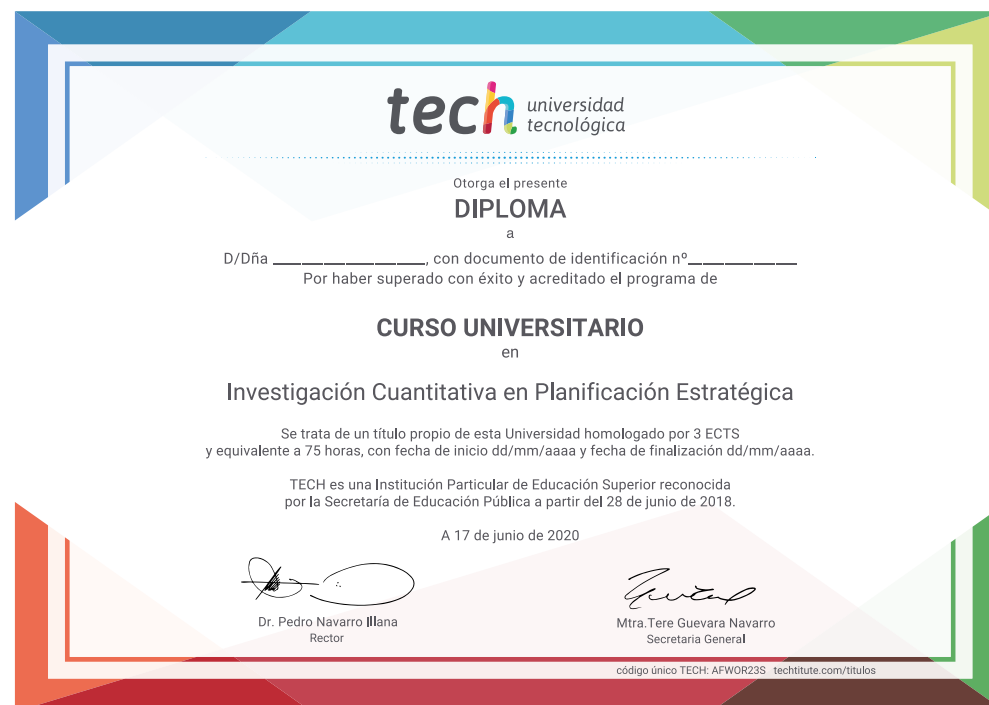 tech universidad
tecnológica
Otorga el presente
DIPLOMA
a
D/Dña ____________________, con documento de identificación nº______________
Por haber superado con éxito y acreditado el programa de
CURSO UNIVERSITARIO
en
Investigación Cuantitativa en Planificación Estratégica
Se trata de un título propio de esta Universidad homologado por 3 ECTS
y equivalente a 75 horas, con fecha de inicio dd/mm/aaaa y fecha de finalización dd/mm/aaaa.
TECH es una Institución Particular de Educación Superior reconocida
por la Secretaría de Educación Pública a partir del 28 de junio de 2018.
A 17 de junio de 2020
Dr. Pedro Navarro Illana
Rector
Mtra.Tere Guevara Navarro
Secretaria General
código único TECH: AFWOR23S techtitute.com/titulos